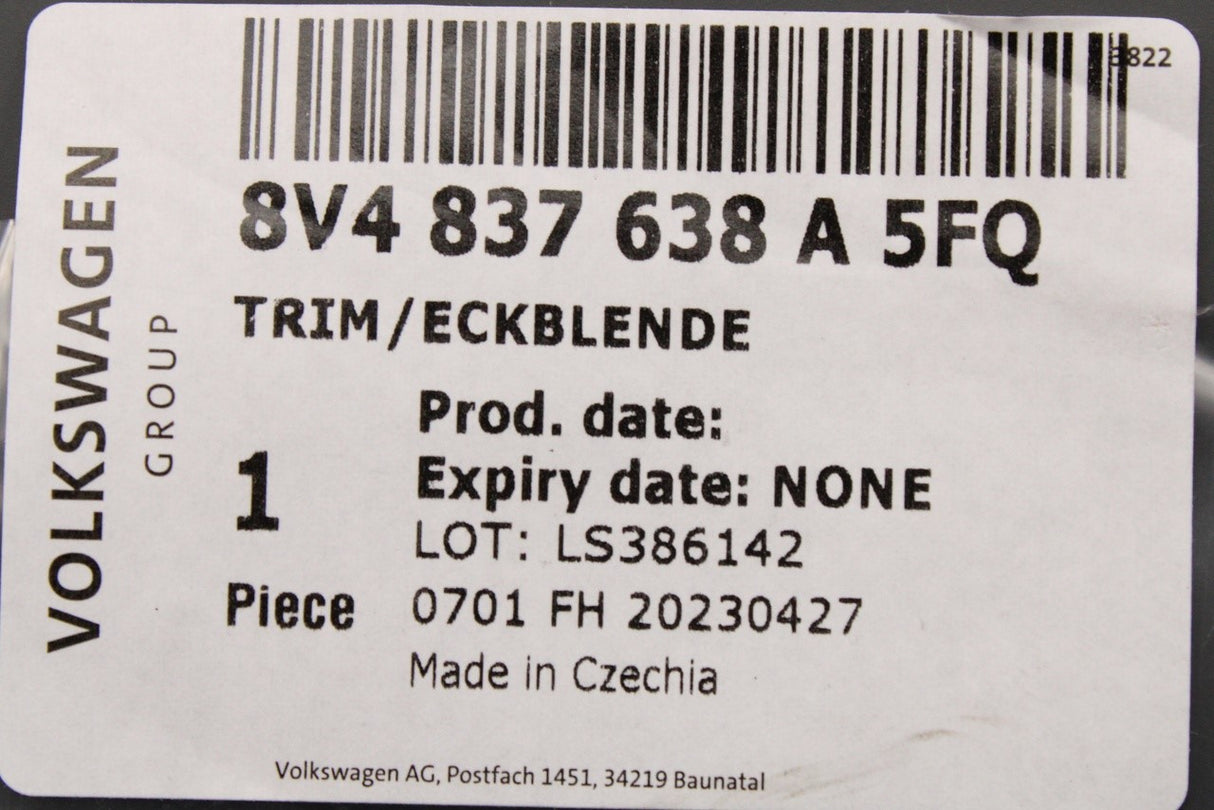 3822
8V4 837 638 A 5FQ
TRIM/ECKBLENDE
Prod. date:
Expiry date: NONE
LOT: LS386142
1
Piece
0701 FH 20230427
Made in Czechia
Volkswagen AG, Postfach 1451, 34219 Baunatal
VOLKSWAGEN
GROUP